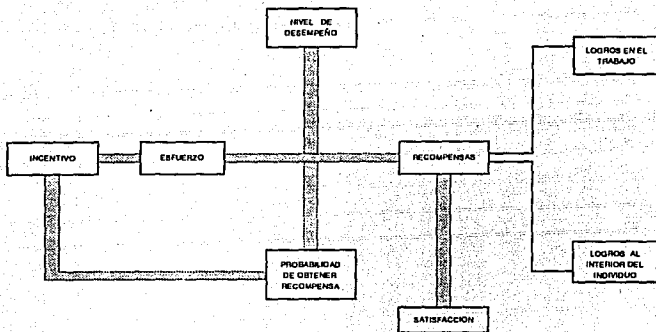 NIVEL DE
DESEMPEÑO
LOGROS EN EL
TRABAJO
INCENTIVO
ESFUERZO
RECOMPENSAS
PROBABILIDAD
DE OBTENER
RECOMPENSA
LOGROS AL
INTERIOR DEL
INDIVIDUO
SATISFACCIÓN